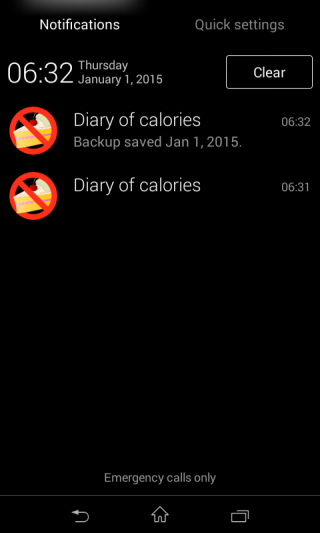 Notifications
Quick settings
06:32
Thursday
January 1, 2015
Clear
Diary of calories
06:32
Backup saved Jan 1, 2015.
Diary of calories
06:31
Emergency calls only